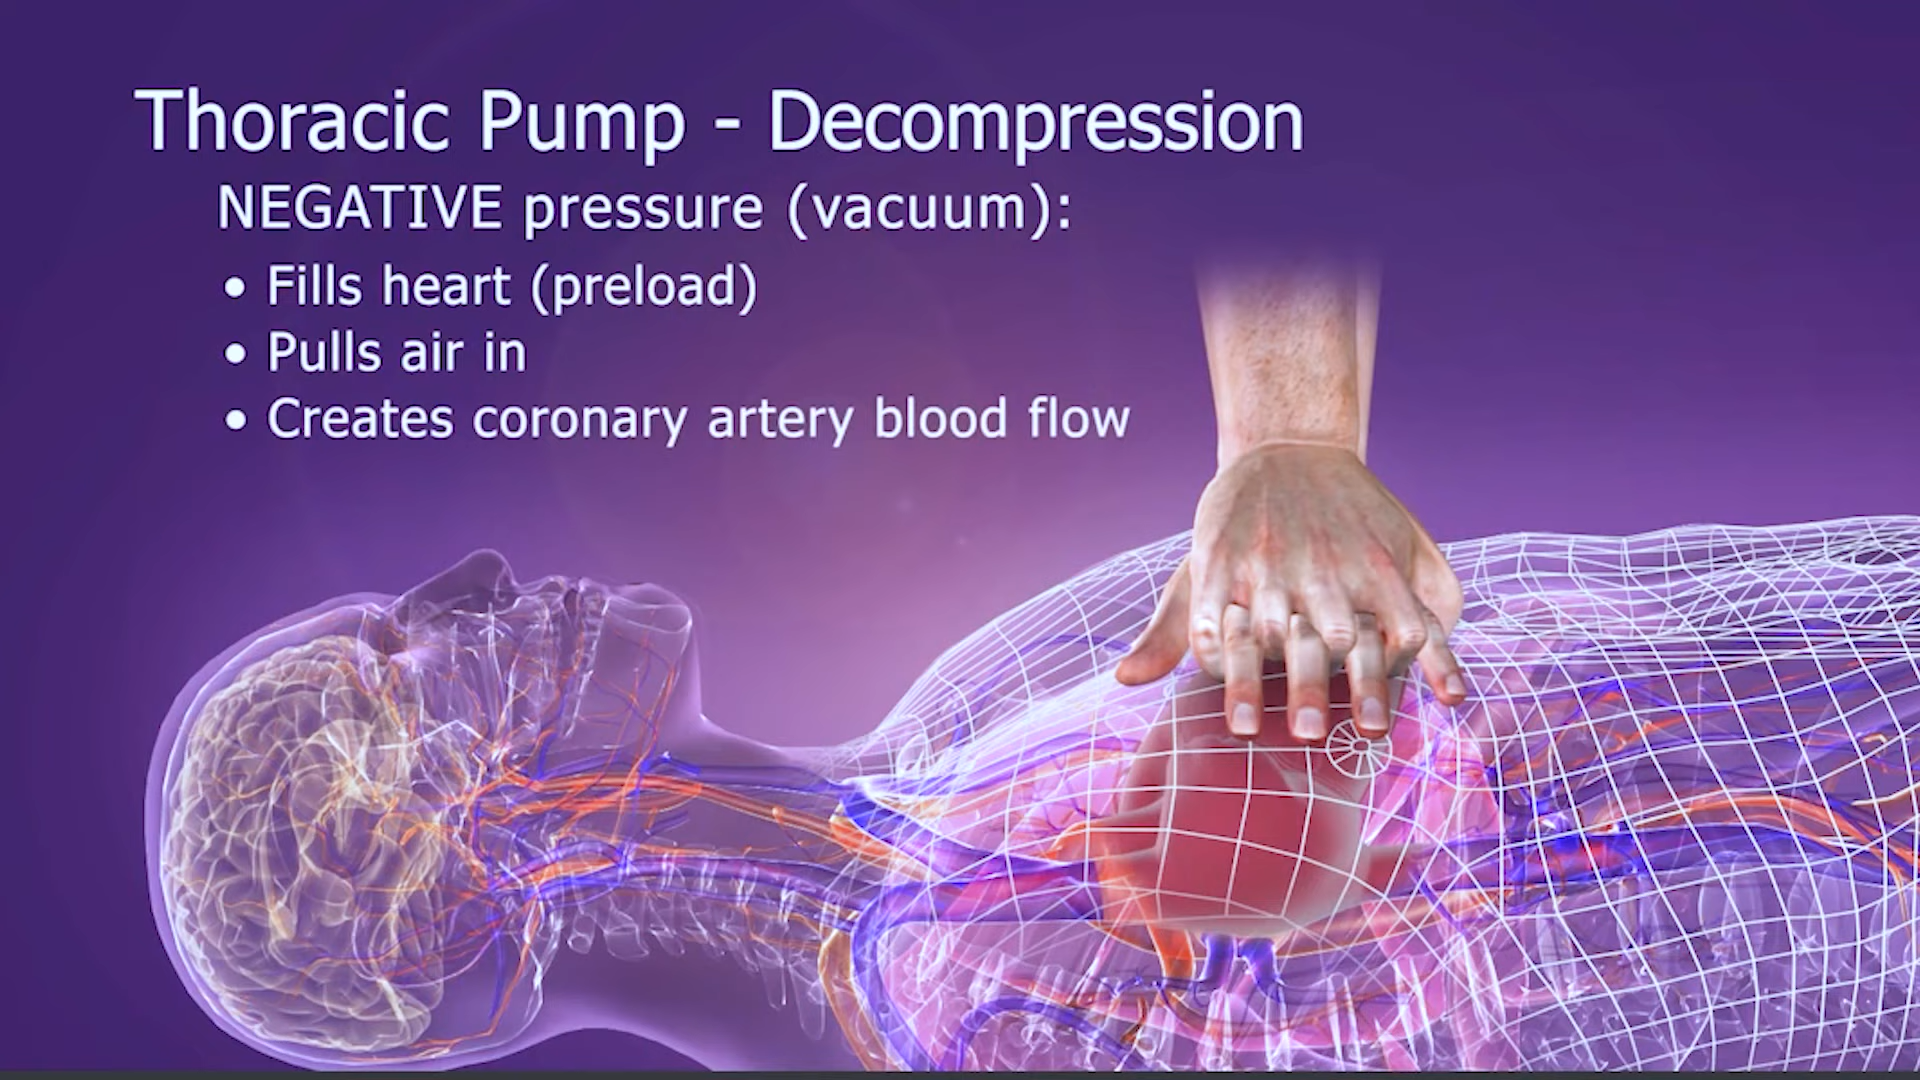 Thoracic Pump - Decompression
NEGATIVE pressure (vacuum):
• Fills heart (preload)
• Pulls air in
• Creates coronary artery blood flow